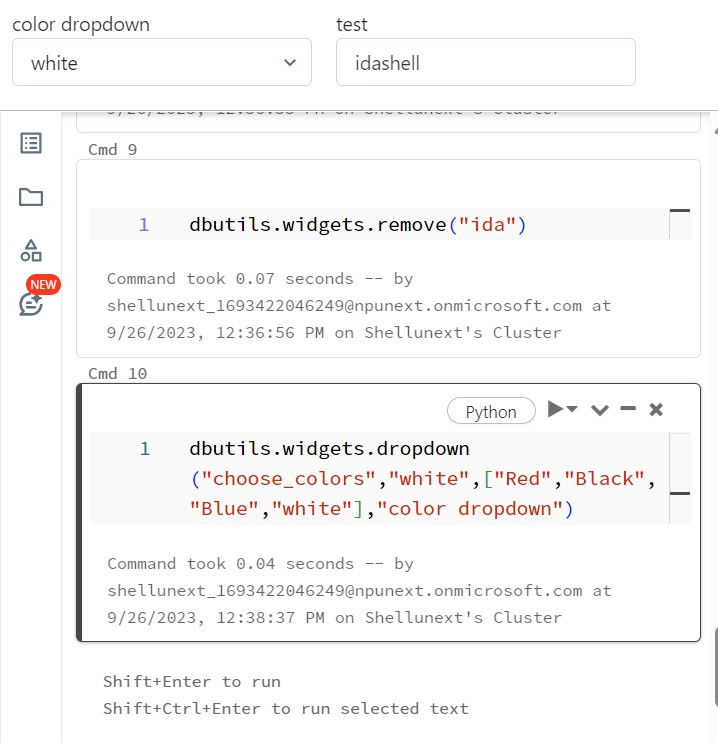 color dropdown
test
white
idashell
Cmd 9
1 dbutils.widgets.remove("ida")
NEW
Command took 0.07 seconds -- by
shellunext_1693422046249@npunext.onmicrosoft.com at
9/26/2023, 12:36:56 PM on Shellunext's Cluster
Cmd 10
Python
1 dbutils.widgets.dropdown
("choose_colors","white",["Red","Black",
"Blue","white"],"color dropdown")
Command took 0.04 seconds -- by
shellunext_1693422046249@npunext.onmicrosoft.com at
9/26/2023, 12:38:37 PM on Shellunext's Cluster
Shift+Enter to run
Shift+Ctrl+Enter to run selected text